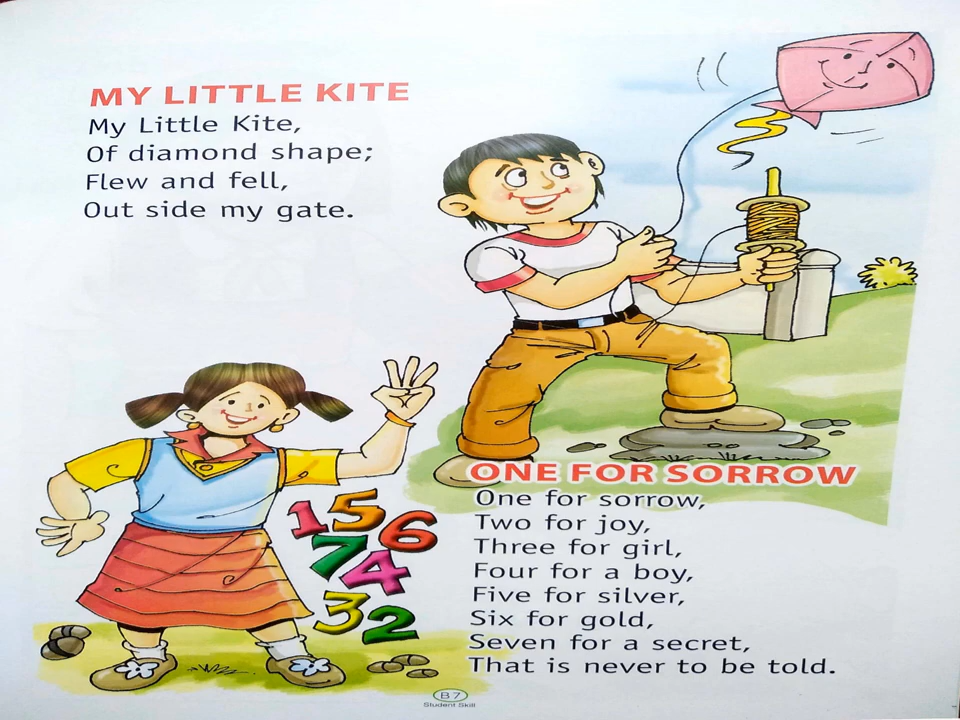 MY LITTLE KITE
My Little Kite,
Of diamond shape;
Flew and fell,
Out side my gate.
1 5 6
7 4
3 2
ONE FOR SORROW
One for sorrow,
Two for joy,
Three for girl,
Four for a boy,
Five for silver,
Six for gold,
Seven for a secret,
That is never to be told.
B 7
Student Skill